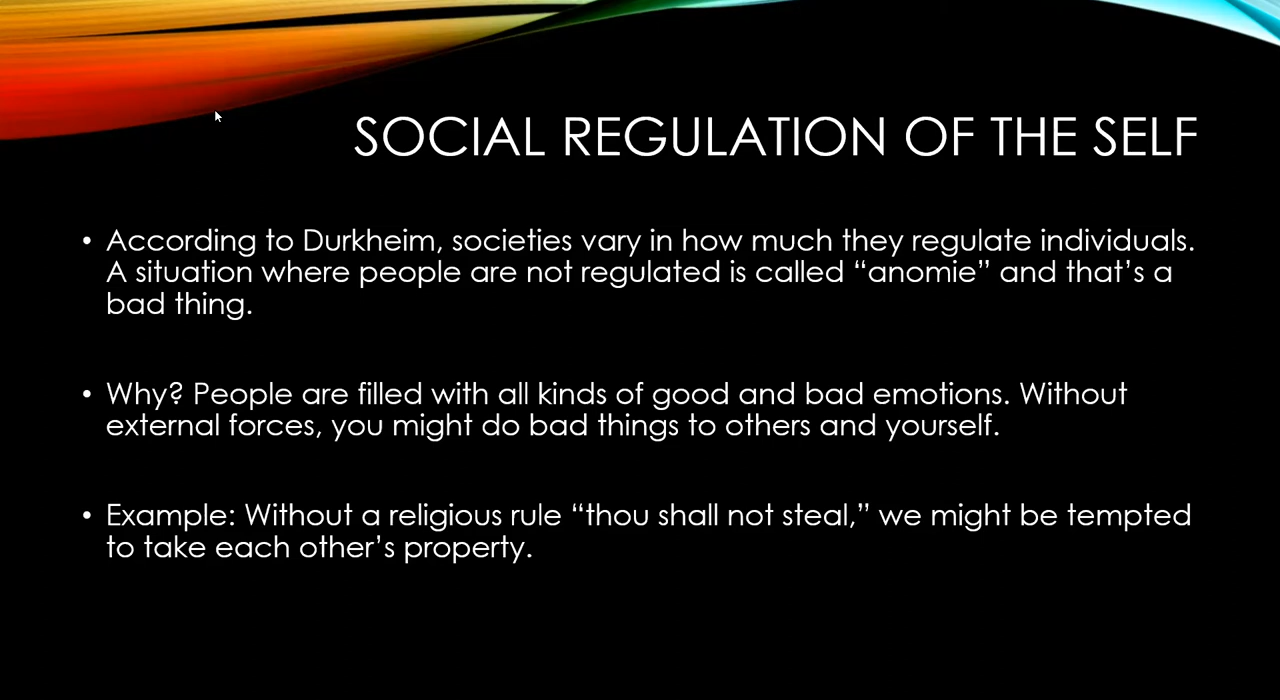 SOCIAL REGULATION OF THE SELF
• According to Durkheim, societies vary in how much they regulate individuals.
A situation where people are not regulated is called “anomie” and that’s a
bad thing.
• Why? People are filled with all kinds of good and bad emotions. Without
external forces, you might do bad things to others and yourself.
• Example: Without a religious rule “thou shall not steal,” we might be tempted
to take each other’s property.